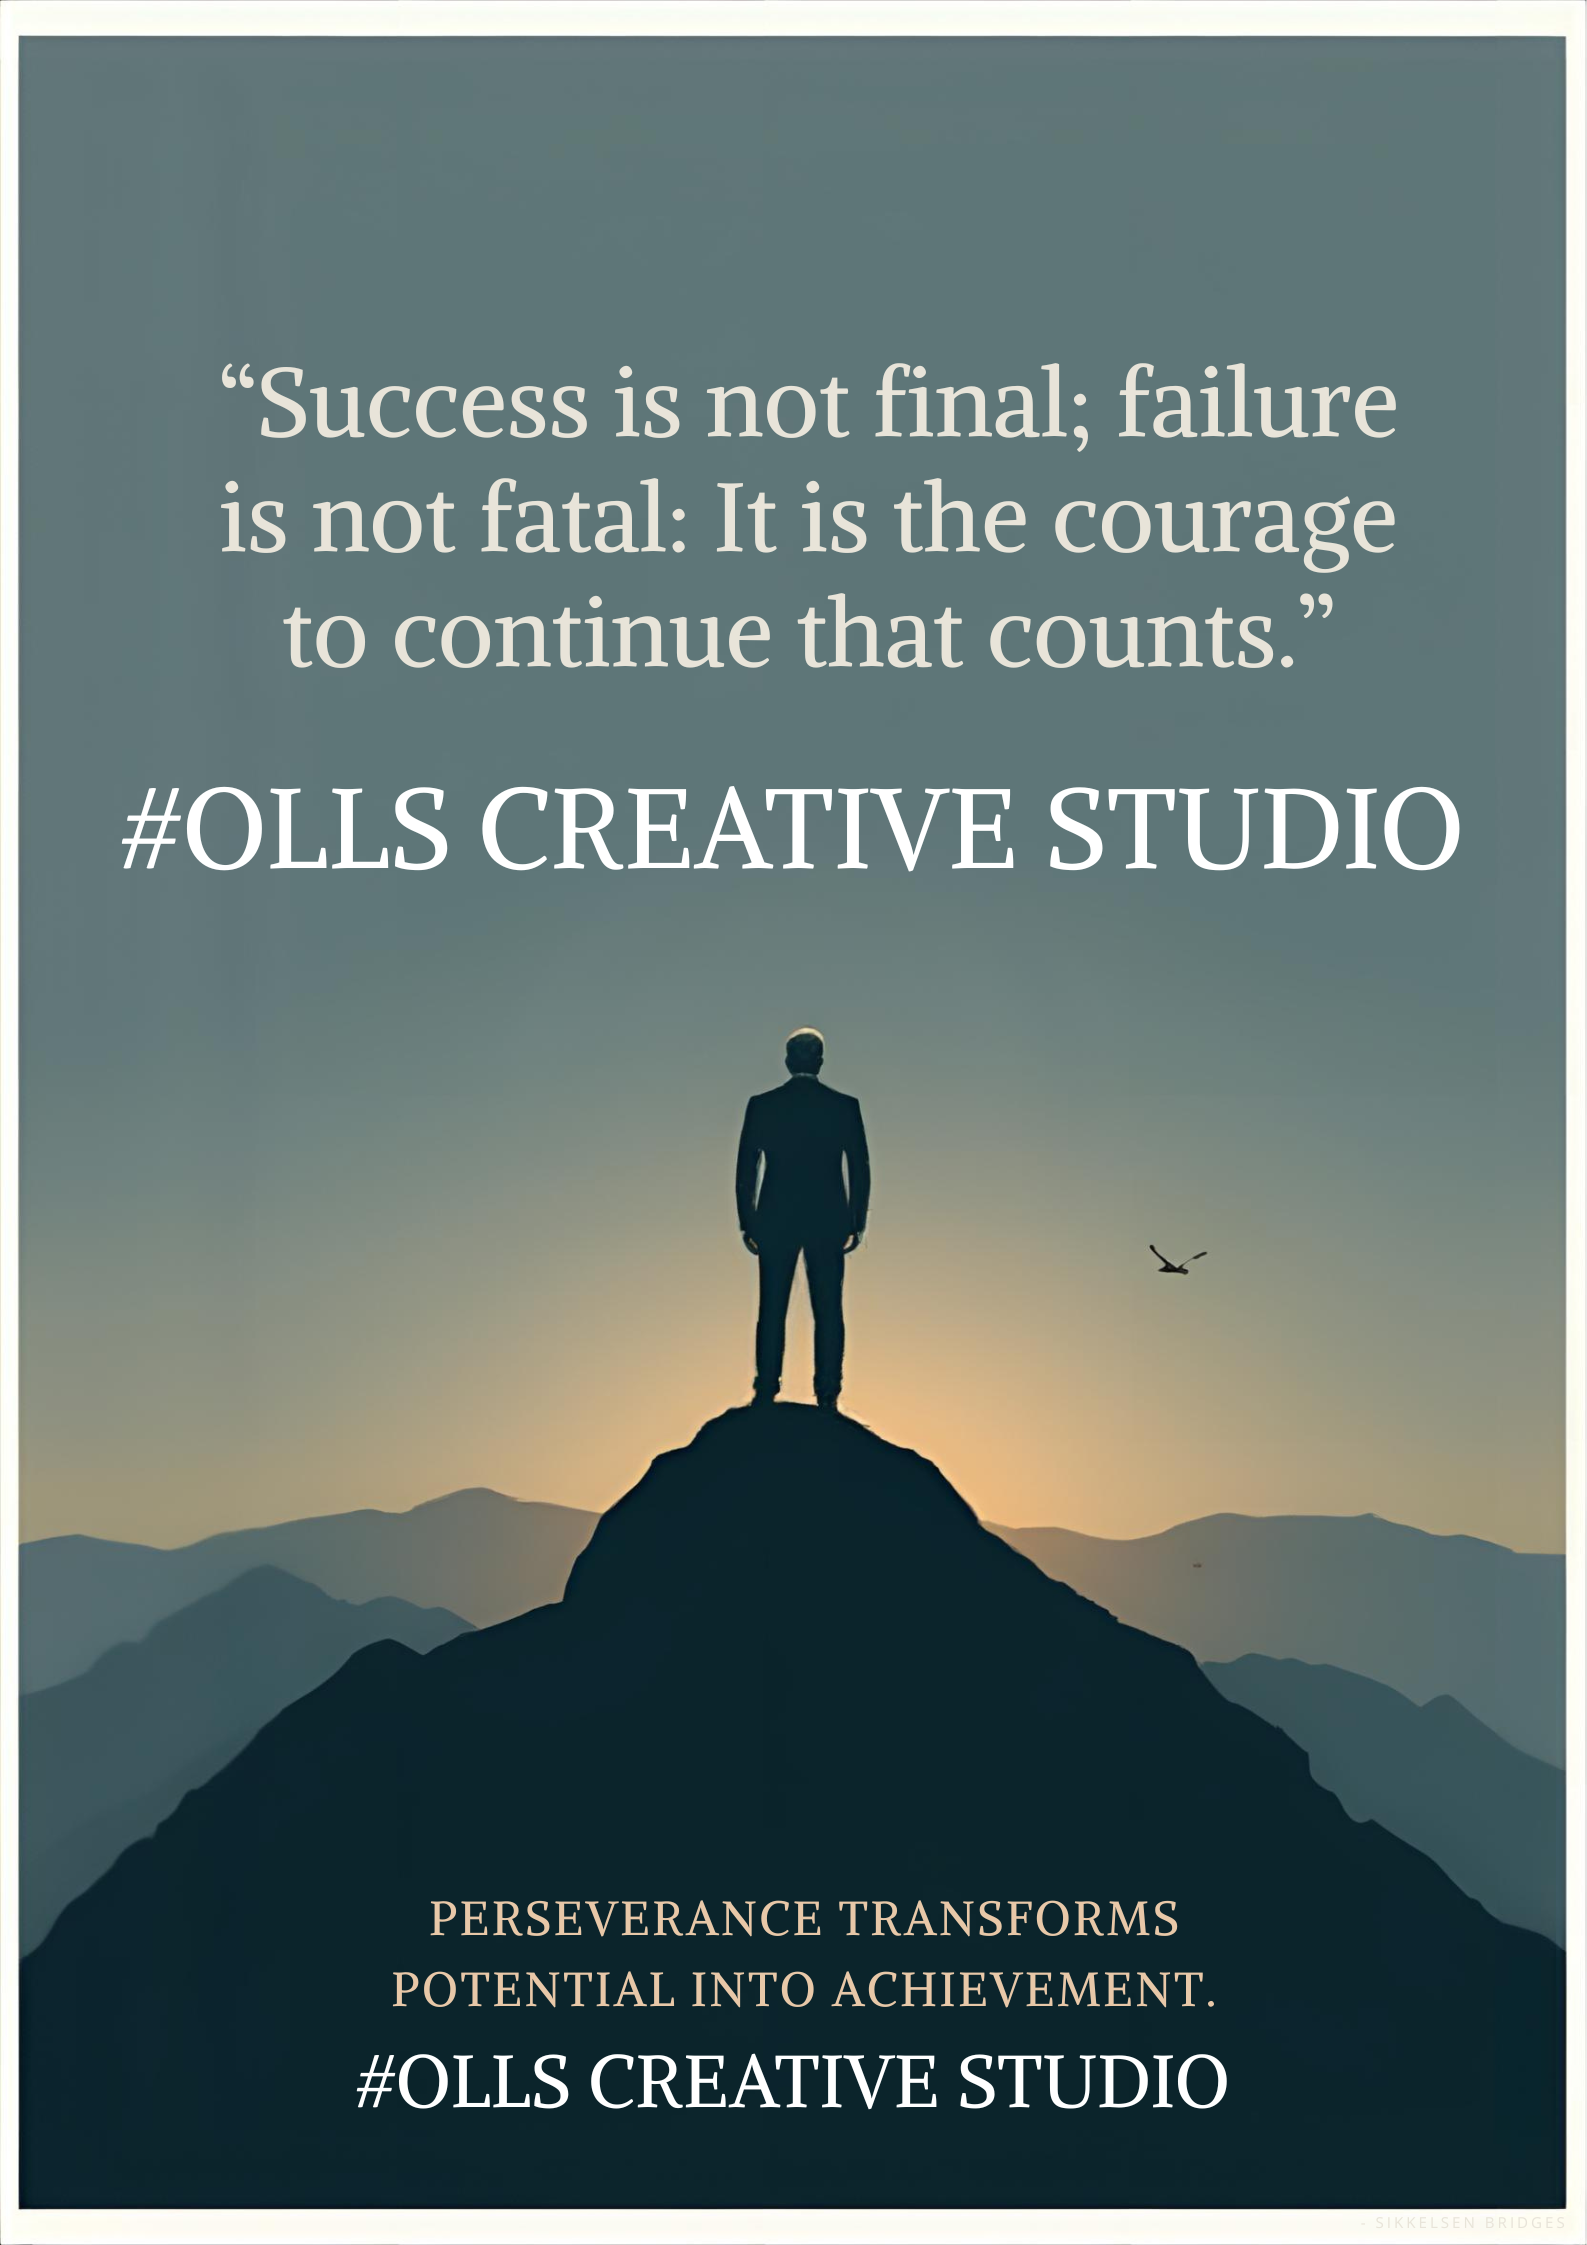 “Success is not final; failure
is not fatal: It is the courage
to continue that counts.”
#OLLS CREATIVE STUDIO
PERSEVERANCE TRANSFORMS
POTENTIAL INTO ACHIEVEMENT.
#OLLS CREATIVE STUDIO
- SIKKELSEN BRIDGES